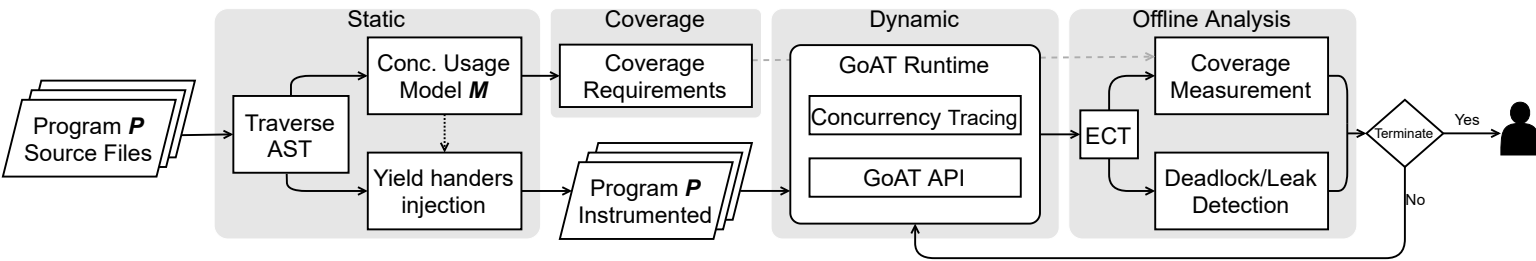 Static
Coverage
Dynamic
Offline Analysis
Program P
Source Files
Traverse
AST
Conc. Usage
Model M
Yield handers
injection
Coverage
Requirements
Program P
Instrumented
GoAT Runtime
Concurrency Tracing
GoAT API
ECT
Coverage
Measurement
Deadlock/Leak
Detection
Terminate
Yes
No